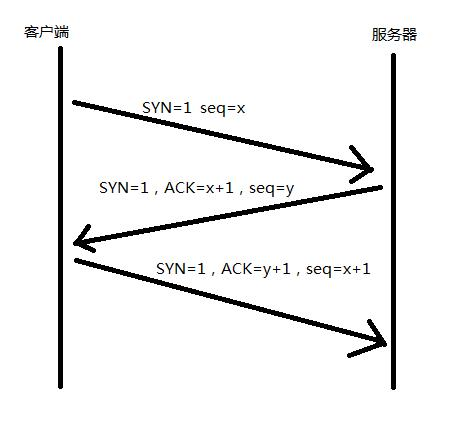 客户端
服务器
SYN=1 seq=x
SYN=1，ACK=x+1，seq=y
SYN=1，ACK=y+1，seq=x+1